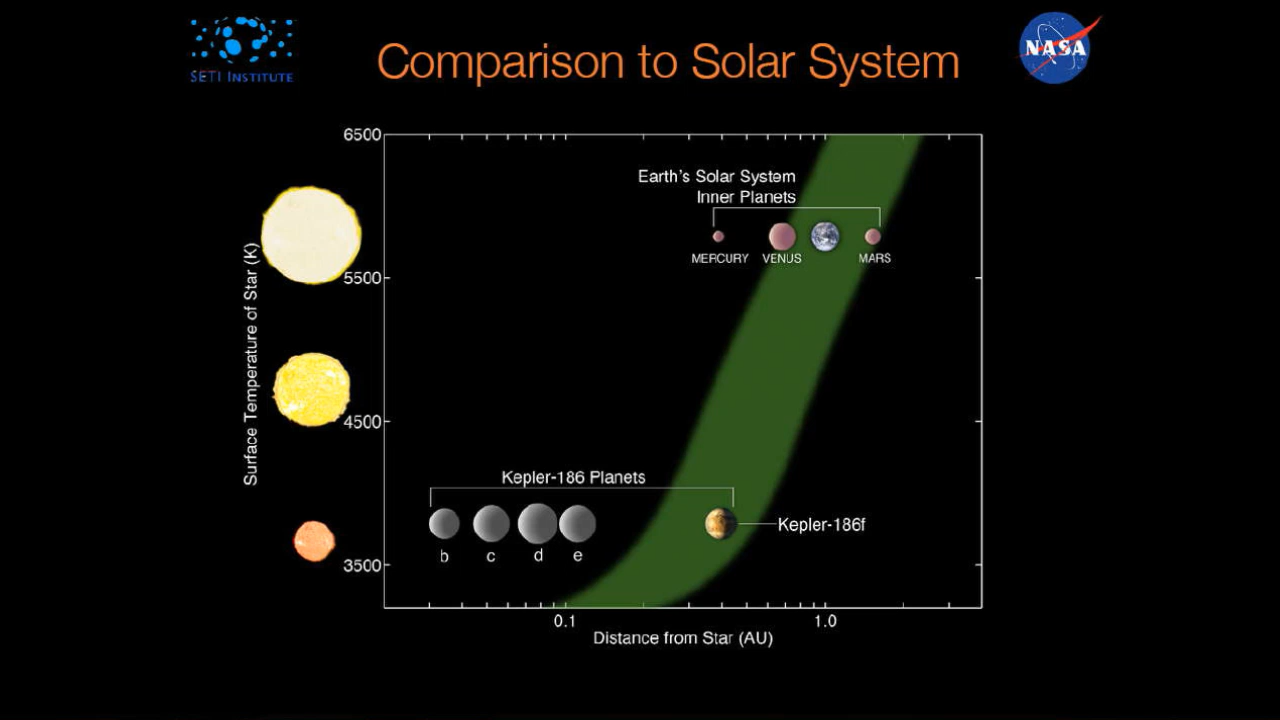 SETI INSTITUTE
Comparison to Solar System
NASA
6500
Earth's Solar System
Inner Planets
MERCURY VENUS MARS
5500
Surface Temperature of Star (K)
4500
Kepler-186 Planets
Kepler-186f
b c d e
3500
0.1 1.0
Distance from Star (AU)